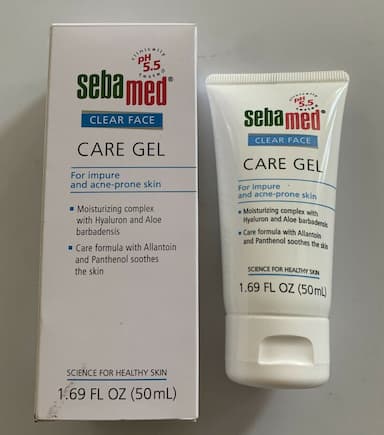 clinically
pH
5.5
tested
sebamed®
CLEAR FACE
CARE GEL
For impure
and acne-prone skin
▪ Moisturizing complex
with Hyaluron and Aloe
barbadensis
▪ Care formula with Allantoin
and Panthenol soothes
the skin
SCIENCE FOR HEALTHY SKIN
1.69 FL OZ (50mL)
pH
5.5
sebamed®
CLEAR FACE
CARE GEL
For impure
and acne-prone skin
▪ Moisturizing complex with
Hyaluron and Aloe barbadensis
▪ Care formula with Allantoin
and Panthenol soothes the skin
SCIENCE FOR HEALTHY SKIN
1.69 FL OZ (50mL)